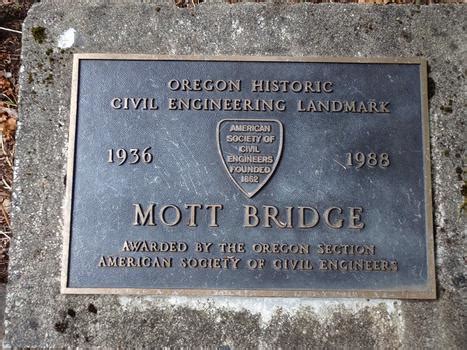 OREGON HISTORIC
CIVIL ENGINEERING LANDMARK
AMERICAN
SOCIETY OF
CIVIL
ENGINEERS
FOUNDED
1852
1936
1988
MOTT BRIDGE
AWARDED BY THE OREGON SECTION
AMERICAN SOCIETY OF CIVIL ENGINEERS